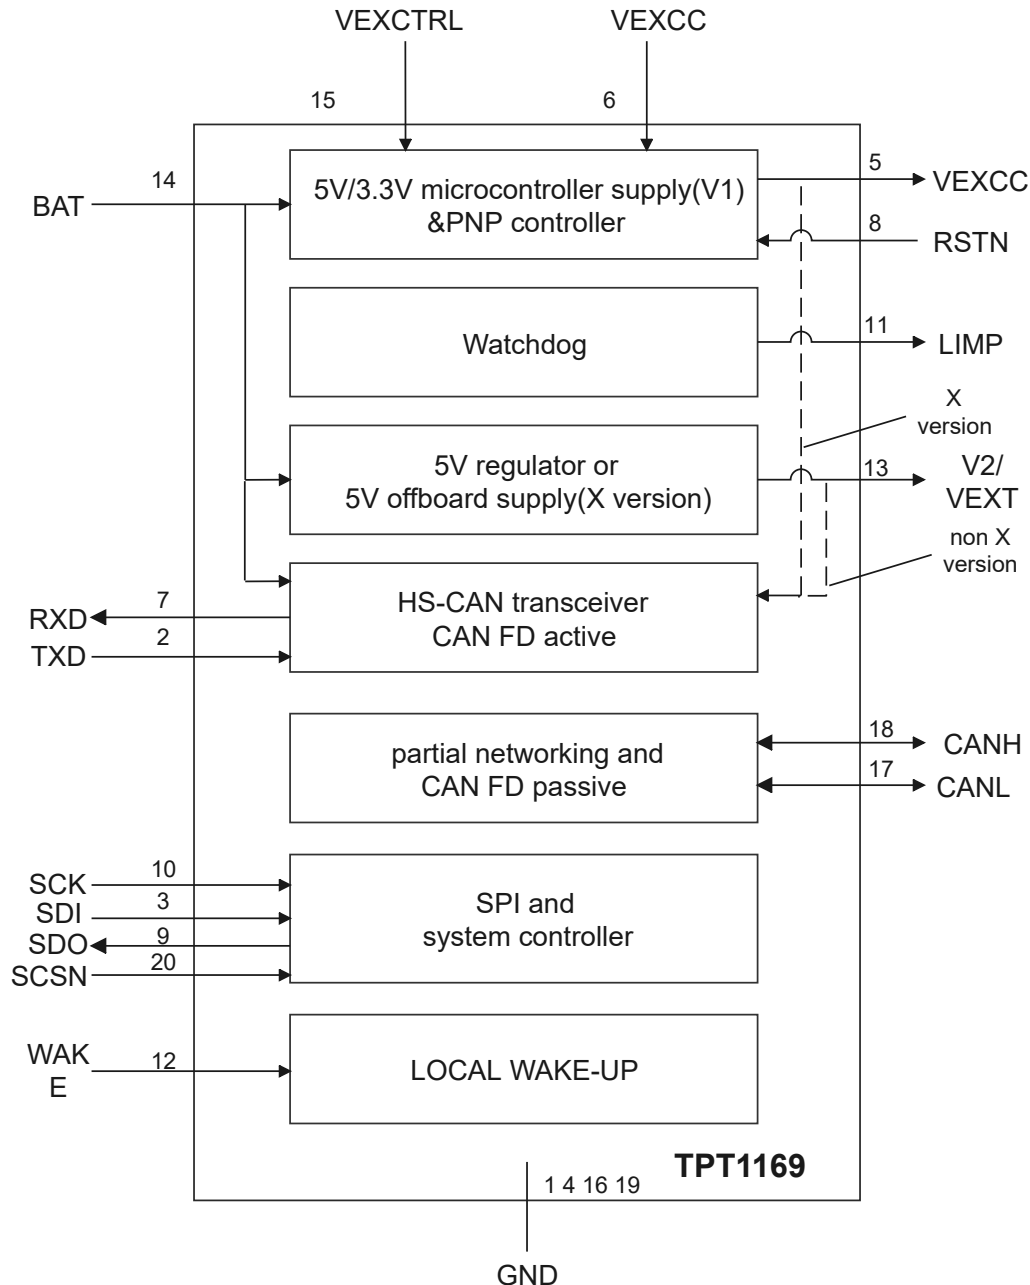 VEXCTRL
VEXCC
15
6
14
BAT
5V/3.3V microcontroller supply(V1)
&PNP controller
5
VEXCC
8
RSTN
Watchdog
11
LIMP
X
version
5V regulator or
5V offboard supply(X version)
13
V2/
VEXT
non X
version
7
RXD
2
TXD
HS-CAN transceiver
CAN FD active
partial networking and
CAN FD passive
18
CANH
17
CANL
10
SCK
3
SDI
9
SDO
20
SCSN
SPI and
system controller
WAK
E
12
LOCAL WAKE-UP
TPT1169
1 4 16 19
GND